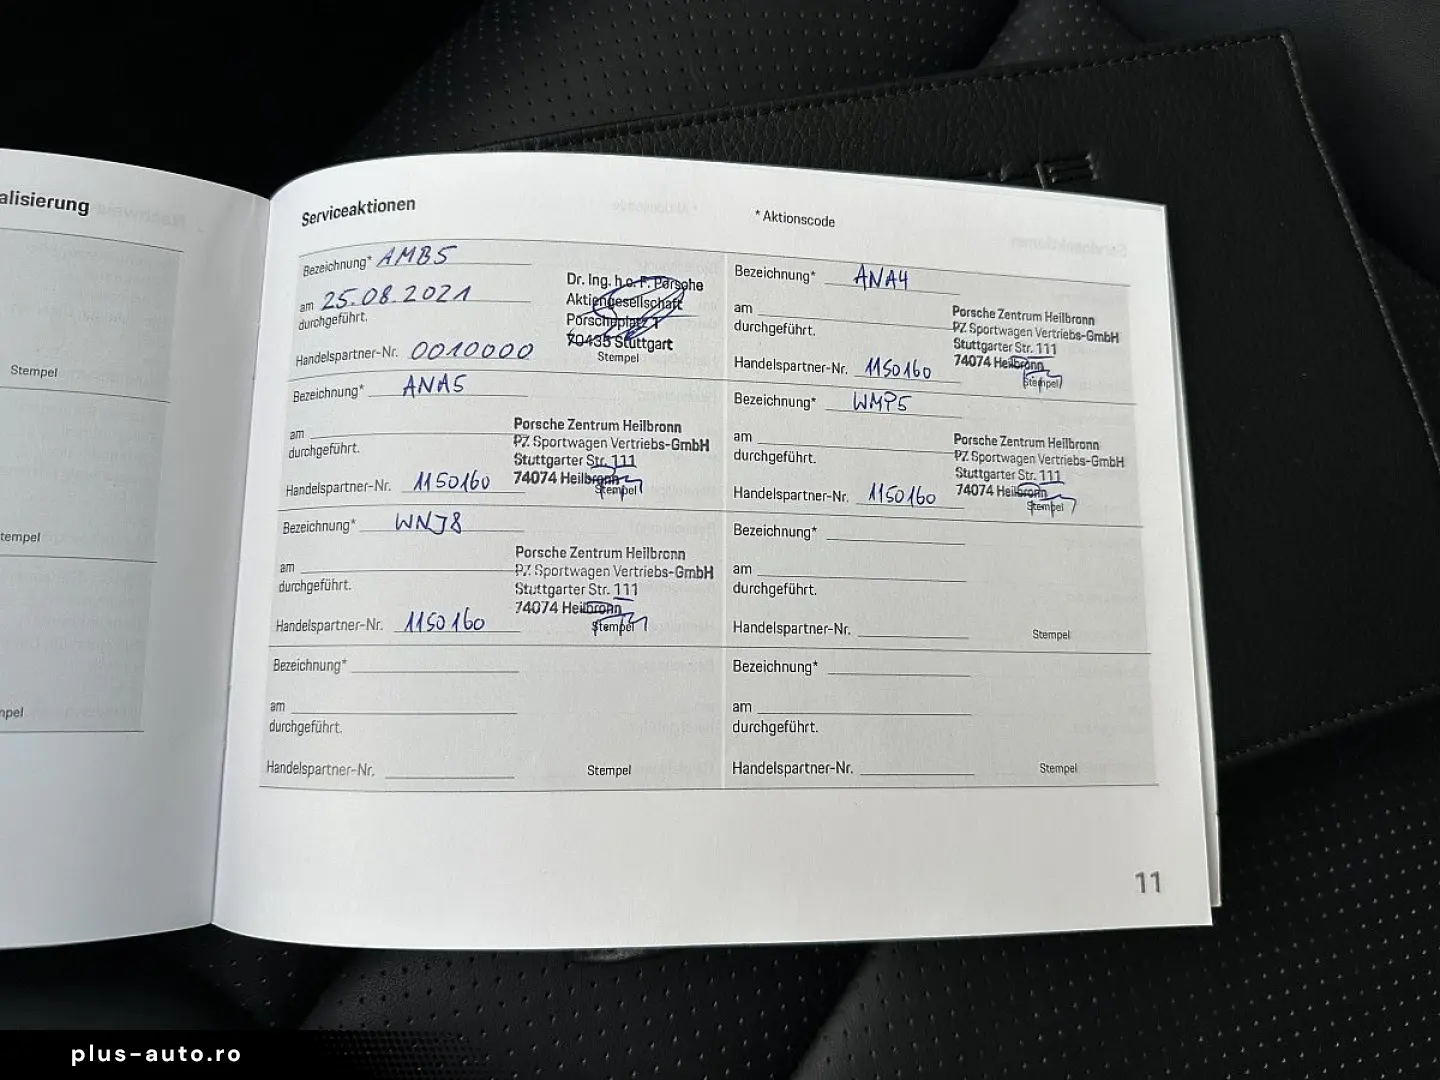 alisierung
Stempel
tempel
npel
Serviceaktionen
* Aktionscode
Bezeichnung* AMB5
am 25.08.2021
durchgeführt.
Handelspartner-Nr. 0010000
Dr. Ing. h.c. F. Porsche
Aktiengesellschaft
Porscheplatz 1
70435 Stuttgart
Stempel
Bezeichnung* ANA4
am
durchgeführt.
Handelspartner-Nr. 1150160
Porsche Zentrum Heilbronn
PZ Sportwagen Vertriebs-GmbH
Stuttgarter Str. 111
74074 Heilbronn
Stempel
Bezeichnung* ANA5
am
durchgeführt.
Handelspartner-Nr. 1150160
Porsche Zentrum Heilbronn
PZ Sportwagen Vertriebs-GmbH
Stuttgarter Str. 111
74074 Heilbronn
Stempel
Bezeichnung* WMP5
am
durchgeführt.
Handelspartner-Nr. 1150160
Porsche Zentrum Heilbronn
PZ Sportwagen Vertriebs-GmbH
Stuttgarter Str. 111
74074 Heilbronn
Stempel
Bezeichnung* WNJ8
am
durchgeführt.
Handelspartner-Nr. 1150160
Porsche Zentrum Heilbronn
PZ Sportwagen Vertriebs-GmbH
Stuttgarter Str. 111
74074 Heilbronn
Stempel
Bezeichnung*
am
durchgeführt.
Handelspartner-Nr.
Stempel
Bezeichnung*
am
durchgeführt.
Handelspartner-Nr.
Stempel
Bezeichnung*
am
durchgeführt.
Handelspartner-Nr.
Stempel
11
plus-auto.ro